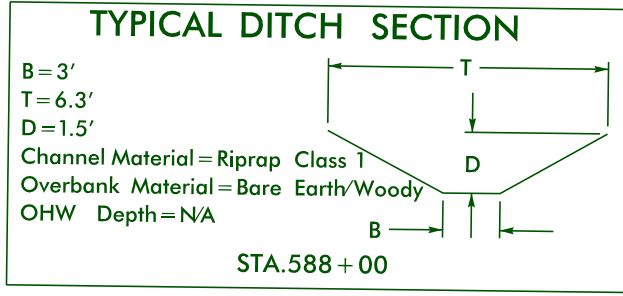 TYPICAL DITCH SECTION
B=3'
T=6.3'
D=1.5'
Channel Material=Riprap Class 1
Overbank Material=Bare Earth/Woody
OHW Depth=N/A
T
D
B
STA.588+00